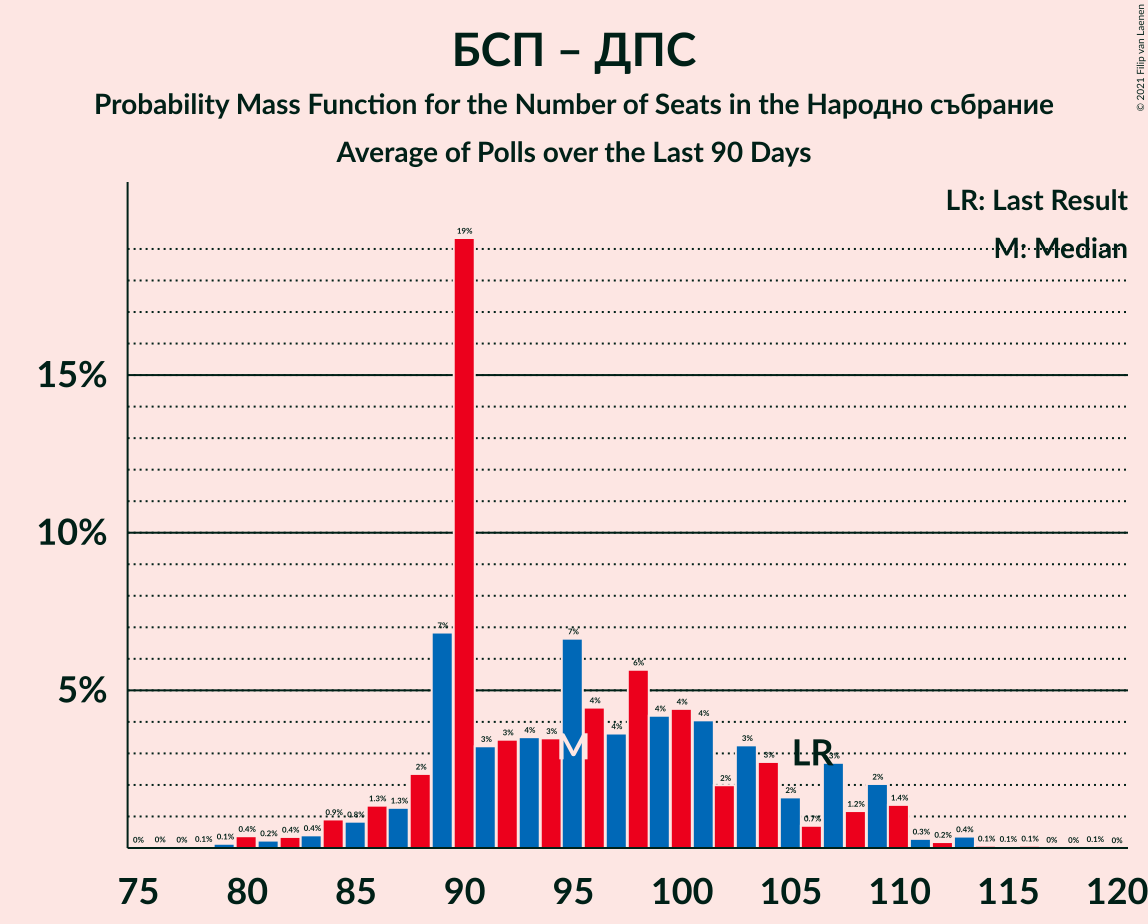 БСП – ДПС
Probability Mass Function for the Number of Seats in the Народно събрание
Average of Polls over the Last 90 Days
© 2021 Filip van Laenen
LR: Last Result
M: Median
15%
10%
5%
0% 0% 0% 0.1% 0.1% 0.4% 0.2% 0.4% 0.4% 0.9% 0.8% 1.3% 1.3% 2% 7% 19% 3% 3% 4% 3% 7% 4% 4% 6% 4% 4% 4% 2% 3% 3% 2% 0.7% 3% 1.2% 2% 1.4% 0.3% 0.2% 0.4% 0.1% 0.1% 0.1% 0% 0% 0.1% 0%
M LR
75 80 85 90 95 100 105 110 115 120